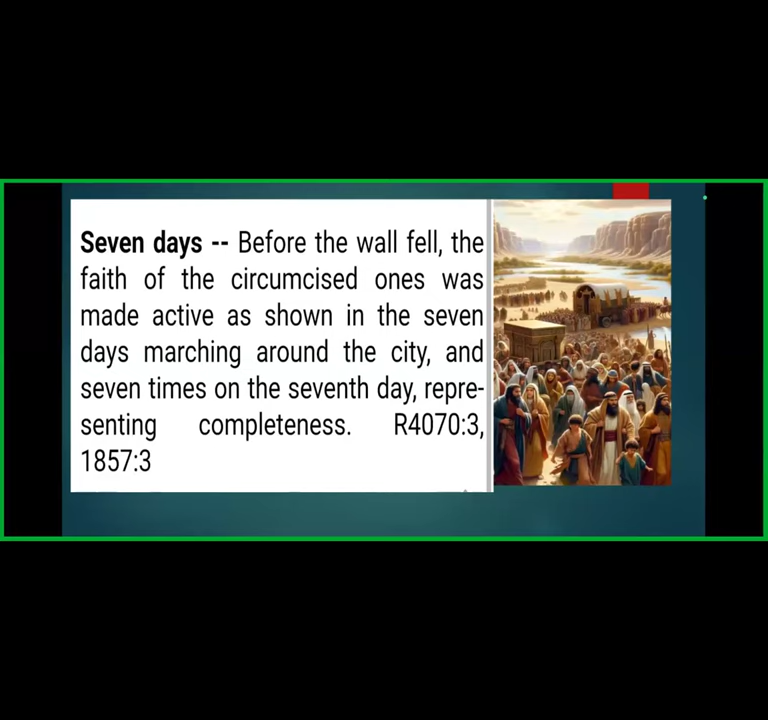 Seven days -- Before the wall fell, the
faith of the circumcised ones was
made active as shown in the seven
days marching around the city, and
seven times on the seventh day, repre-
senting completeness. R4070:3,
1857:3